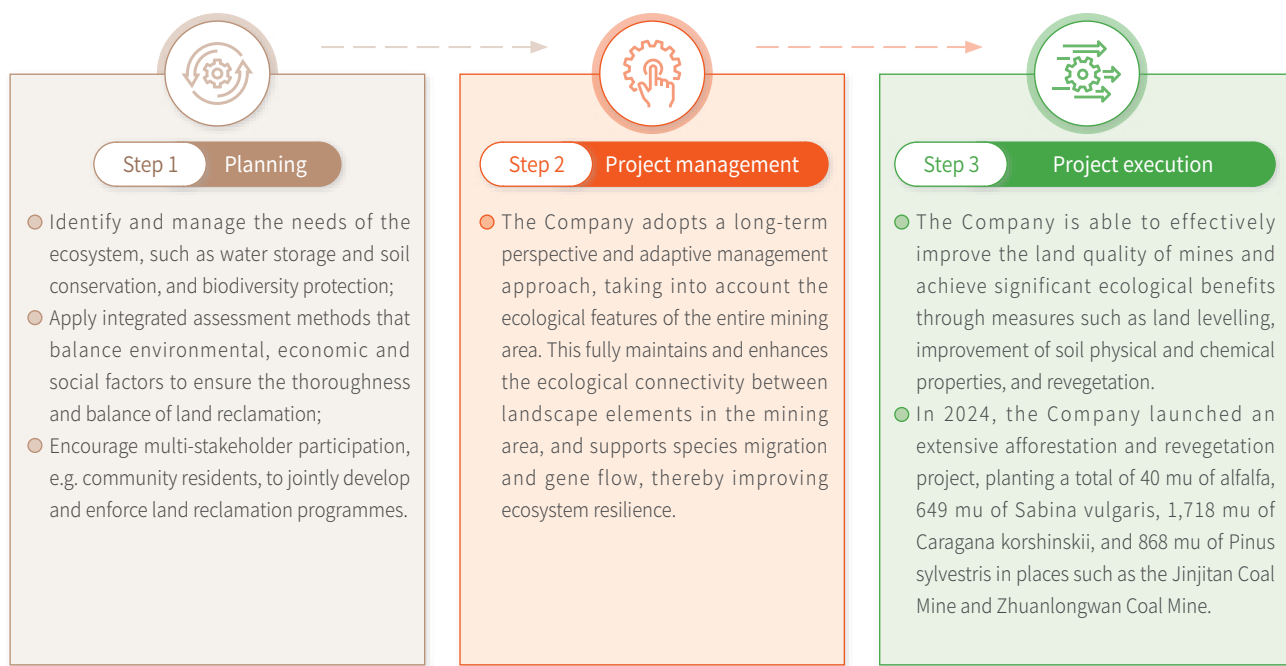 Step 1 Planning
Identify and manage the needs of the
ecosystem, such as water storage and soil
conservation, and biodiversity protection;
Apply integrated assessment methods that
balance environmental, economic and
social factors to ensure the thoroughness
and balance of land reclamation;
Encourage multi-stakeholder participation,
e.g. community residents, to jointly develop
and enforce land reclamation programmes.
Step 2 Project management
The Company adopts a long-term
perspective and adaptive management
approach, taking into account the
ecological features of the entire mining
area. This fully maintains and enhances
the ecological connectivity between
landscape elements in the mining
area, and supports species migration
and gene flow, thereby improving
ecosystem resilience.
Step 3 Project execution
The Company is able to effectively
improve the land quality of mines and
achieve significant ecological benefits
through measures such as land levelling,
improvement of soil physical and chemical
properties, and revegetation.
In 2024, the Company launched an
extensive afforestation and revegetation
project, planting a total of 40 mu of alfalfa,
649 mu of Sabina vulgaris, 1,718 mu of
Caragana korshinskii, and 868 mu of Pinus
sylvestris in places such as the Jinjitan Coal
Mine and Zhuanlongwan Coal Mine.